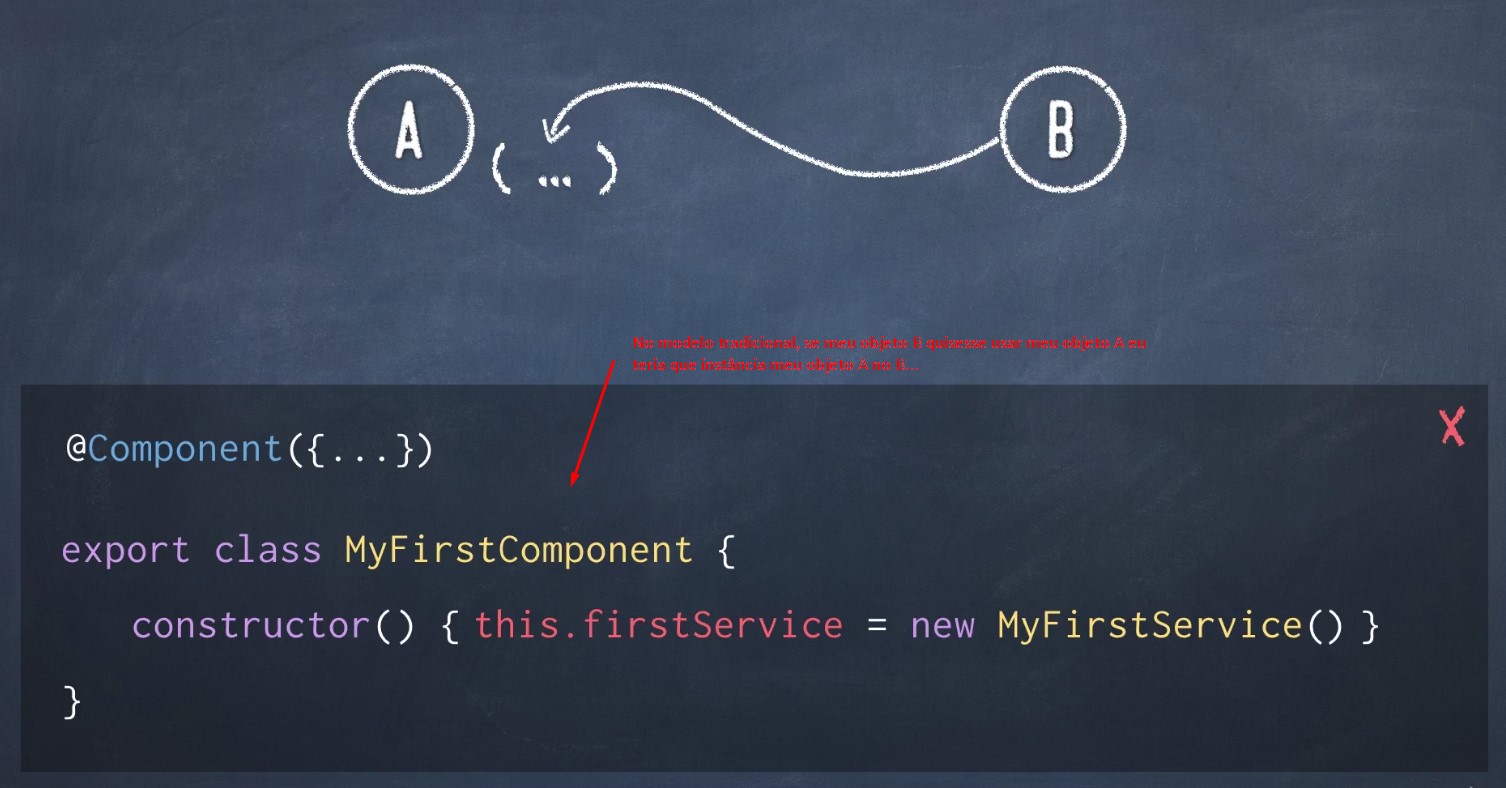 A
( ... )
B
No modelo tradicional, se meu objeto B quisesse usar meu objeto A eu
teria que instância meu objeto A no B...
X
@Component({...})
export class MyFirstComponent {
constructor() { this.firstService = new MyFirstService() }
}